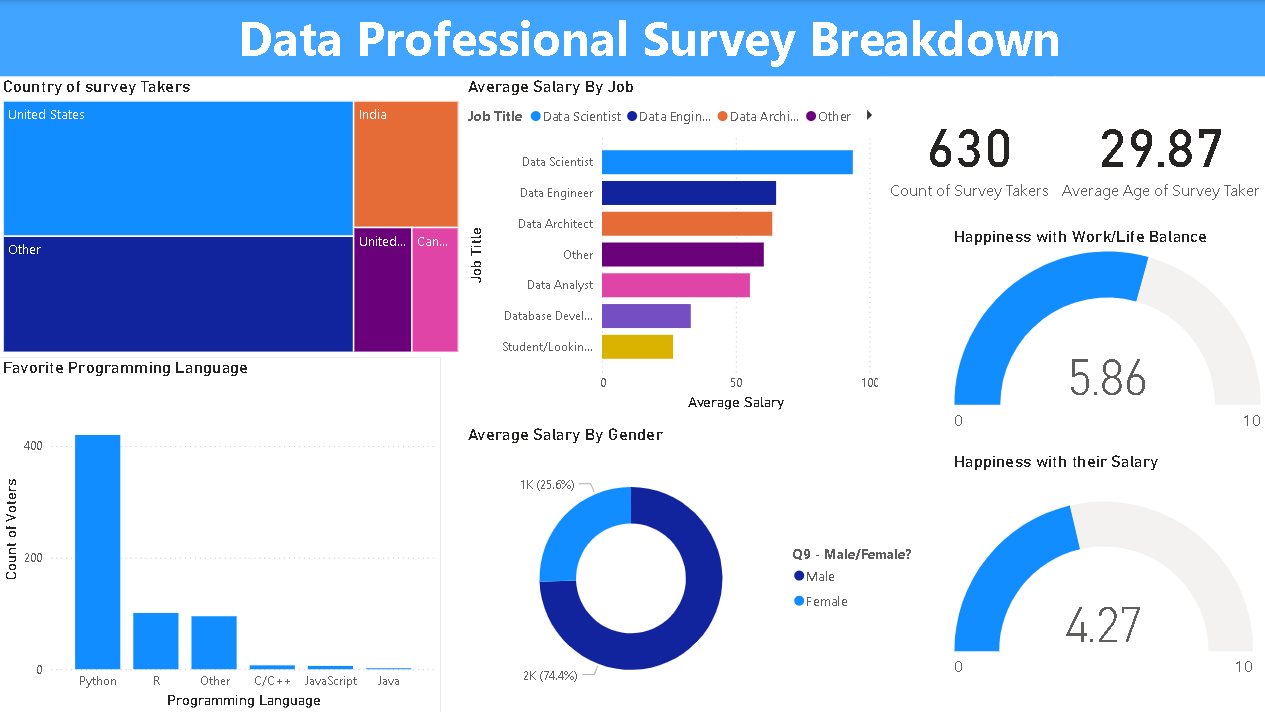 Data Professional Survey Breakdown
Country of survey Takers
United States
India
Other
United...
Can...
Average Salary By Job
Job Title
Data Scientist
Data Engin...
Data Archi...
Other
Job Title
Data Scientist
Data Engineer
Data Architect
Other
Data Analyst
Database Devel...
Student/Lookin...
0
50
100
Average Salary
630
Count of Survey Takers
29.87
Average Age of Survey Taker
Happiness with Work/Life Balance
5.86
0
10
Favorite Programming Language
Count of Voters
400
200
0
Python
R
Other
C/C++
JavaScript
Java
Programming Language
Average Salary By Gender
1K (25.6%)
2K (74.4%)
Q9 - Male/Female?
Male
Female
Happiness with their Salary
4.27
0
10